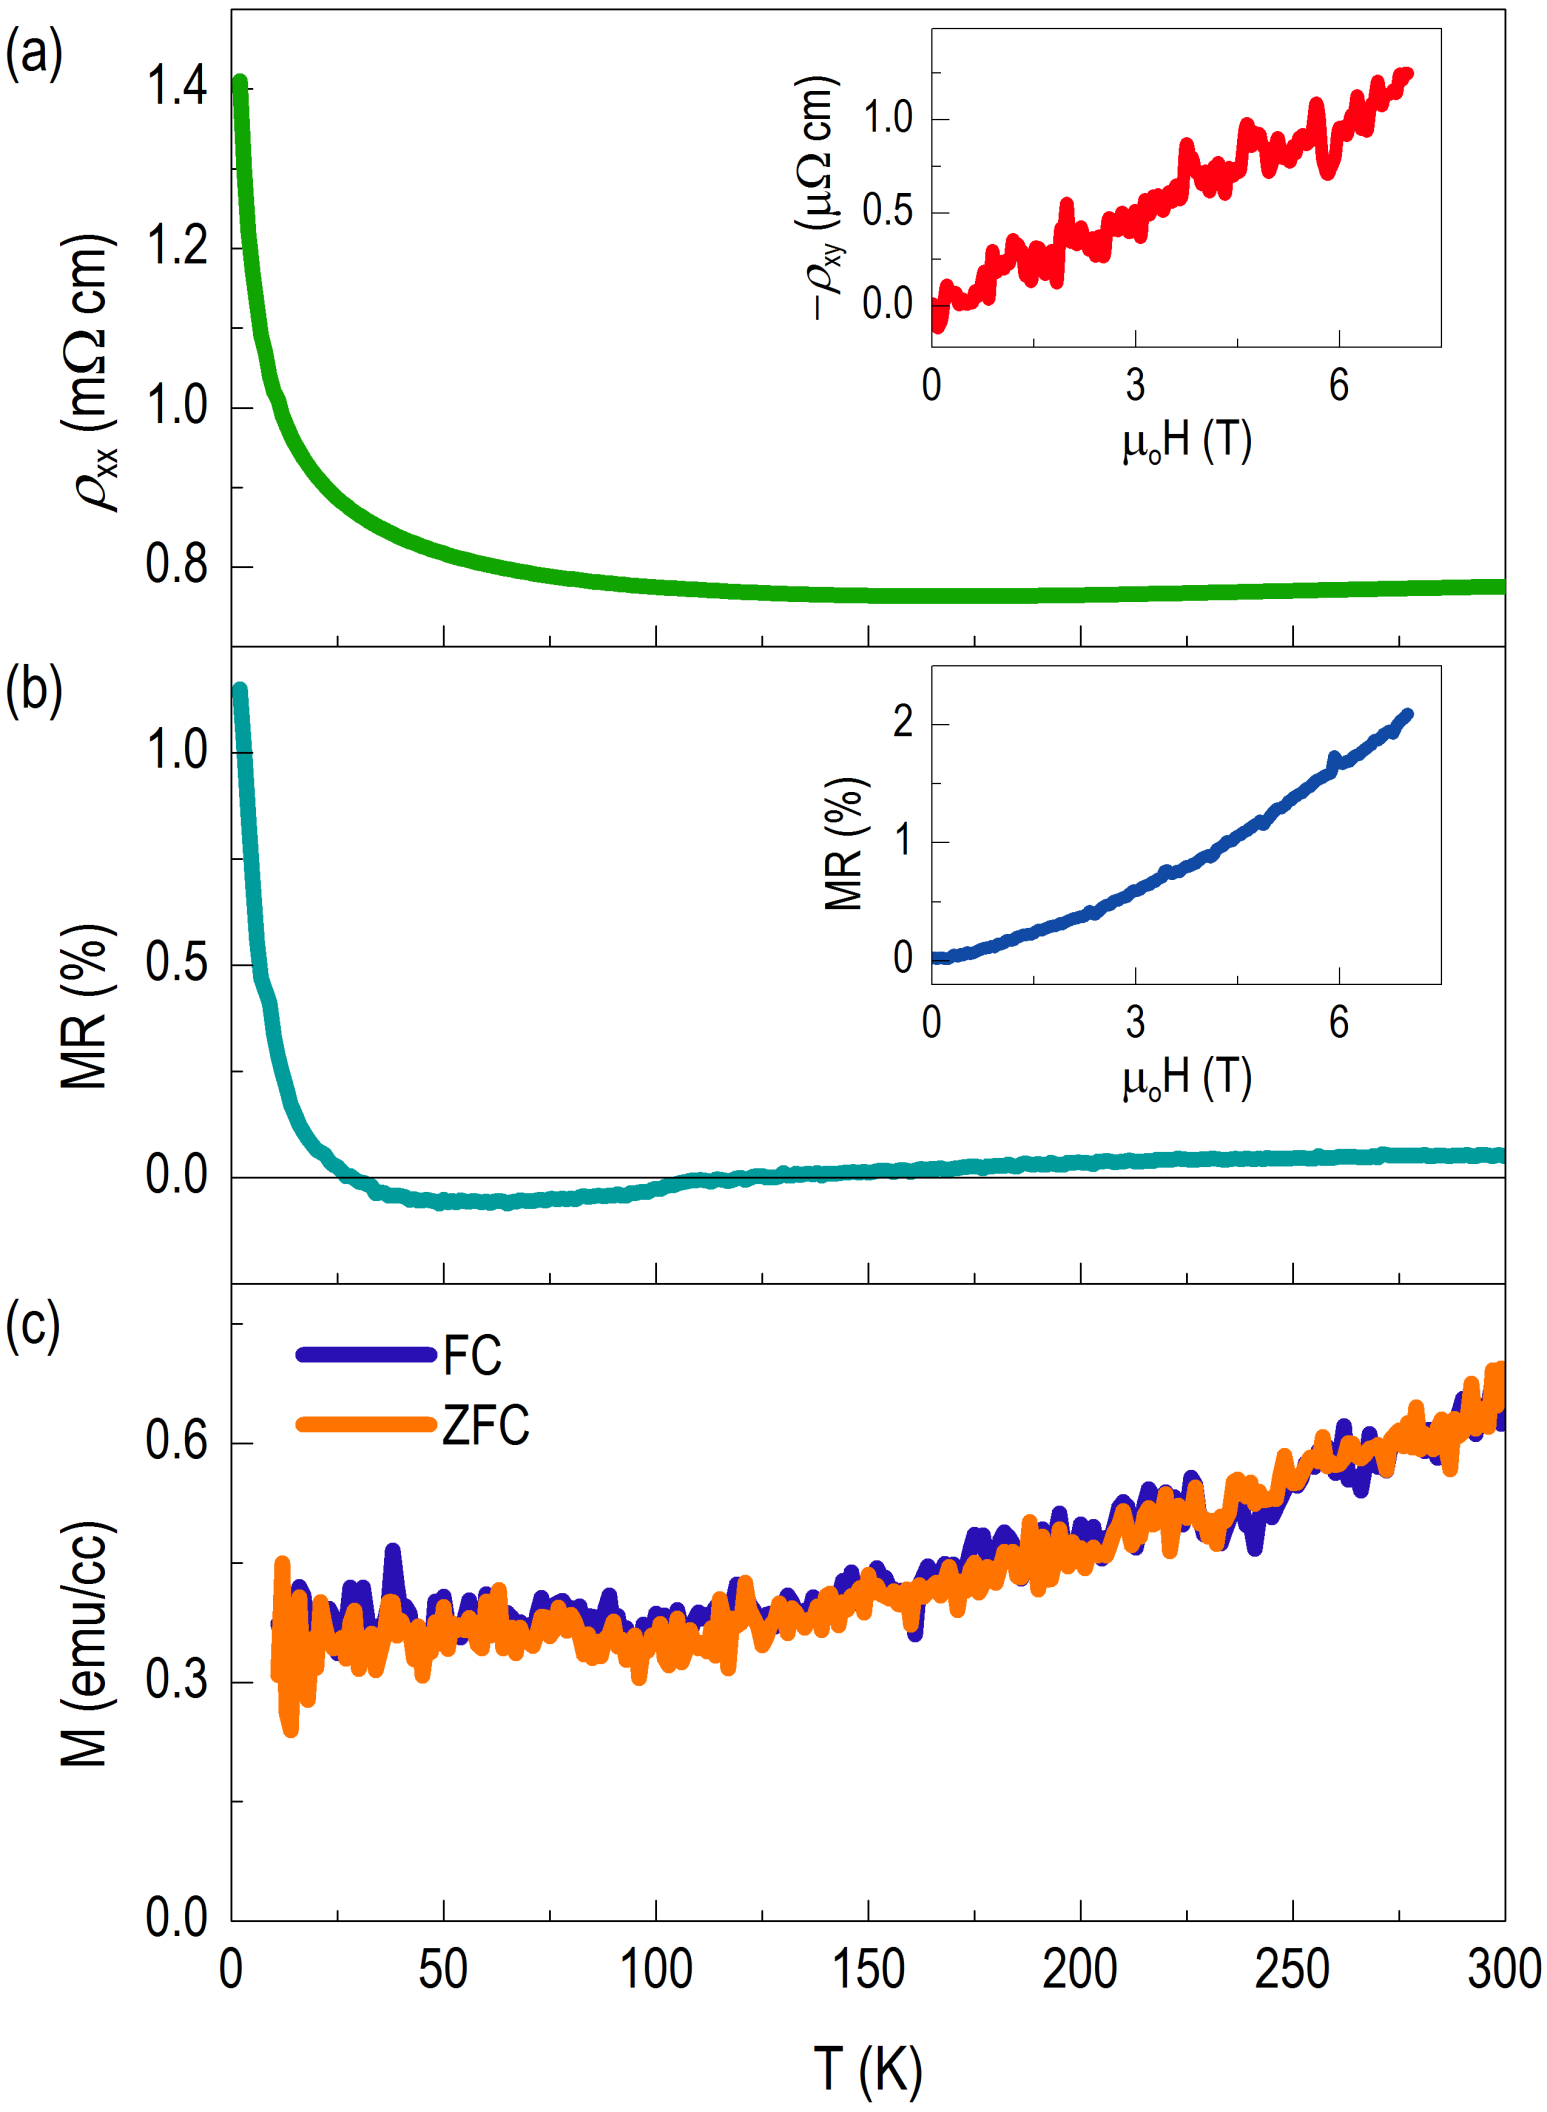 (a)
1.4
1.2
1.0
0.8
ρxx (mΩ cm)
1.0
0.5
0.0
−ρxy (μΩ cm)
0 3 6
μoH (T)
(b)
1.0
0.5
0.0
MR (%)
2
1
0
MR (%)
0 3 6
μoH (T)
(c)
FC
ZFC
0.6
0.3
0.0
M (emu/cc)
0 50 100 150 200 250 300
T (K)